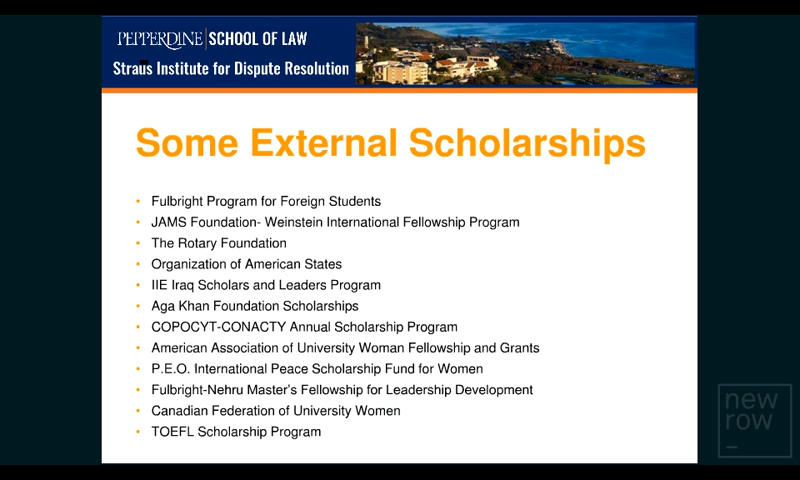 PEPPERDINE SCHOOL OF LAW
Straus Institute for Dispute Resolution
Some External Scholarships
• Fulbright Program for Foreign Students
• JAMS Foundation- Weinstein International Fellowship Program
• The Rotary Foundation
• Organization of American States
• IIE Iraq Scholars and Leaders Program
• Aga Khan Foundation Scholarships
• COPOCYT-CONACTY Annual Scholarship Program
• American Association of University Woman Fellowship and Grants
• P.E.O. International Peace Scholarship Fund for Women
• Fulbright-Nehru Master's Fellowship for Leadership Development
• Canadian Federation of University Women
• TOEFL Scholarship Program
new
row